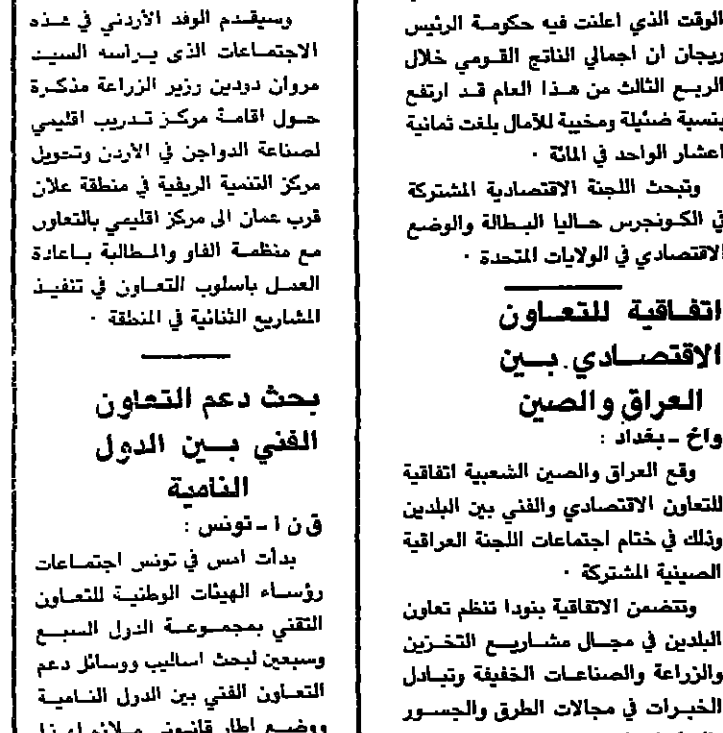 الوقت الذي اعلنت فيه حكومة الرئيس
ريجان ان اجمالي الناتج القومي خلال
الربع الثالث من هذا العام قد ارتفع
بنسبة ضئيلة ومخيبة للآمال بلغت ثمانية
اعشار الواحد في المائة .
وتبحث اللجنة الاقتصادية المشتركة
في الكونجرس حاليا البطالة والوضع
الاقتصادي في الولايات المتحدة .
اتفاقية للتعاون
الاقتصادي بين
العراق والصين
واخ - بغداد :
وقع العراق والصين الشعبية اتفاقية
للتعاون الاقتصادي والفني بين البلدين
وذلك في ختام اجتماعات اللجنة العراقية
الصينية المشتركة .
وتتضمن الاتفاقية بنودا تنظم تعاون
البلدين في مجال مشاريع التخزين
والزراعة والصناعات الخفيفة وتبادل
الخبرات في مجالات الطرق والجسور
وسيقدم الوفد الأردني في هذه
الاجتماعات الذى يراسه السيد
مروان دودين وزير الزراعة مذكرة
حول اقامة مركز تدريب اقليمي
لصناعة الدواجن في الاردن وتحويل
مركز التنمية الريفية في منطقة علان
قرب عمان الى مركز اقليمي بالتعاون
مع منظمة الفاو والمطالبة باعادة
العمل باسلوب التعاون في تنفيذ
المشاريع الثنائية في المنطقة .
بحث دعم التعاون
الفني بين الدول
النامية
ق ن ا - تونس :
بدأت امس في تونس اجتماعات
رؤساء الهيئات الوطنية للتعاون
التقني بمجموعة الدول السبع
وسبعين لبحث اساليب ووسائل دعم
التعاون الفني بين الدول النامية
ووضع اطار قانوني ملائم